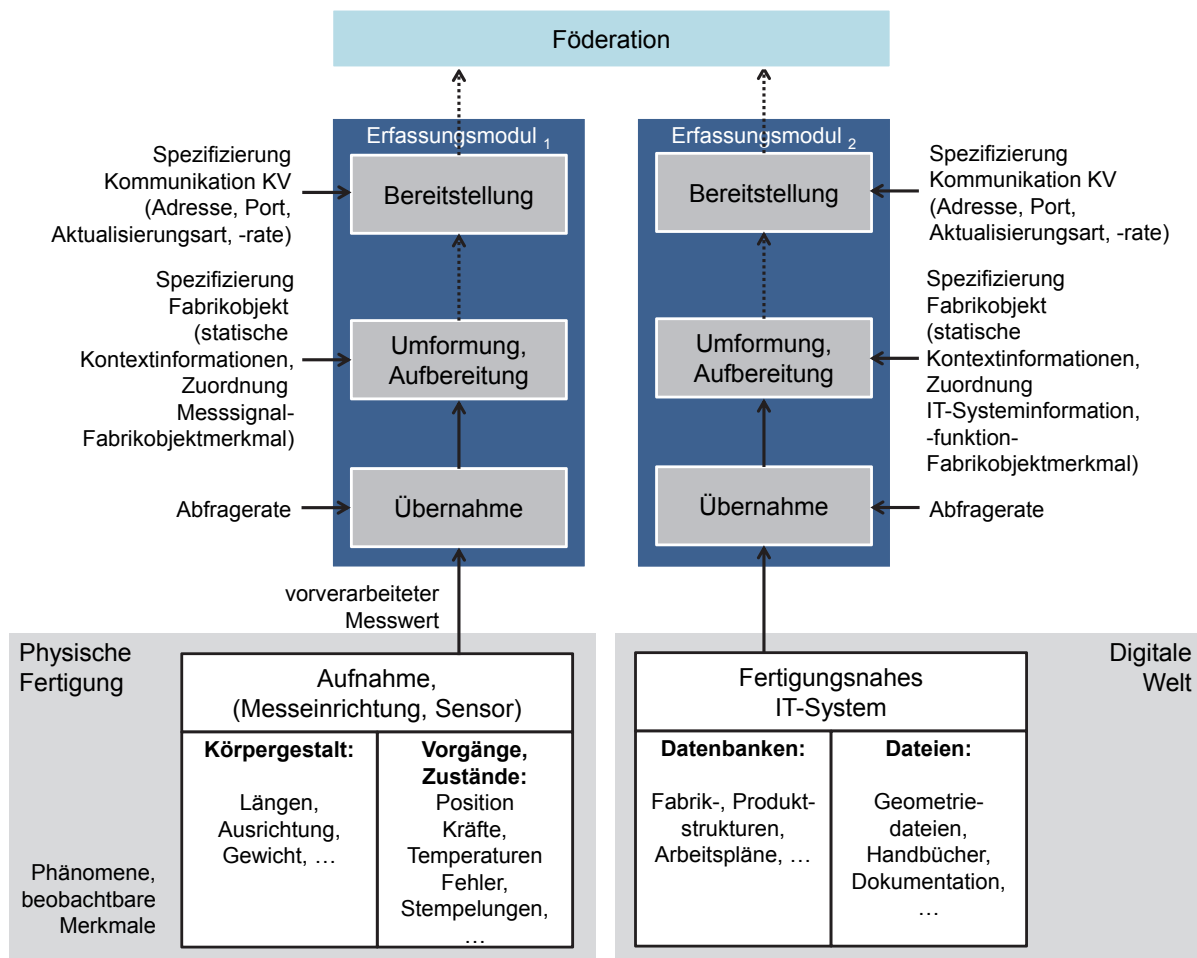 Föderation
Erfassungsmodul 1
Bereitstellung
Umformung,
Aufbereitung
Übernahme
Spezifizierung
Kommunikation KV
(Adresse, Port,
Aktualisierungsart, -rate)
Spezifizierung
Fabrikobjekt
(statische
Kontextinformationen,
Zuordnung
Messsignal-
Fabrikobjektmerkmal)
Abfragerate
vorverarbeiteter
Messwert
Erfassungsmodul 2
Bereitstellung
Umformung,
Aufbereitung
Übernahme
Spezifizierung
Kommunikation KV
(Adresse, Port,
Aktualisierungsart, -rate)
Spezifizierung
Fabrikobjekt
(statische
Kontextinformationen,
Zuordnung
IT-Systeminformation,
-funktion-
Fabrikobjektmerkmal)
Abfragerate
Physische
Fertigung
Aufnahme,
(Messeinrichtung, Sensor)
Körpergestalt:
Längen,
Ausrichtung,
Gewicht, …
Vorgänge,
Zustände:
Position
Kräfte,
Temperaturen
Fehler,
Stempelungen,
…
Phänomene,
beobachtbare
Merkmale
Digitale
Welt
Fertigungsnahes
IT-System
Datenbanken:
Fabrik-, Produkt-
strukturen,
Arbeitspläne, …
Dateien:
Geometrie-
dateien,
Handbücher,
Dokumentation,
…